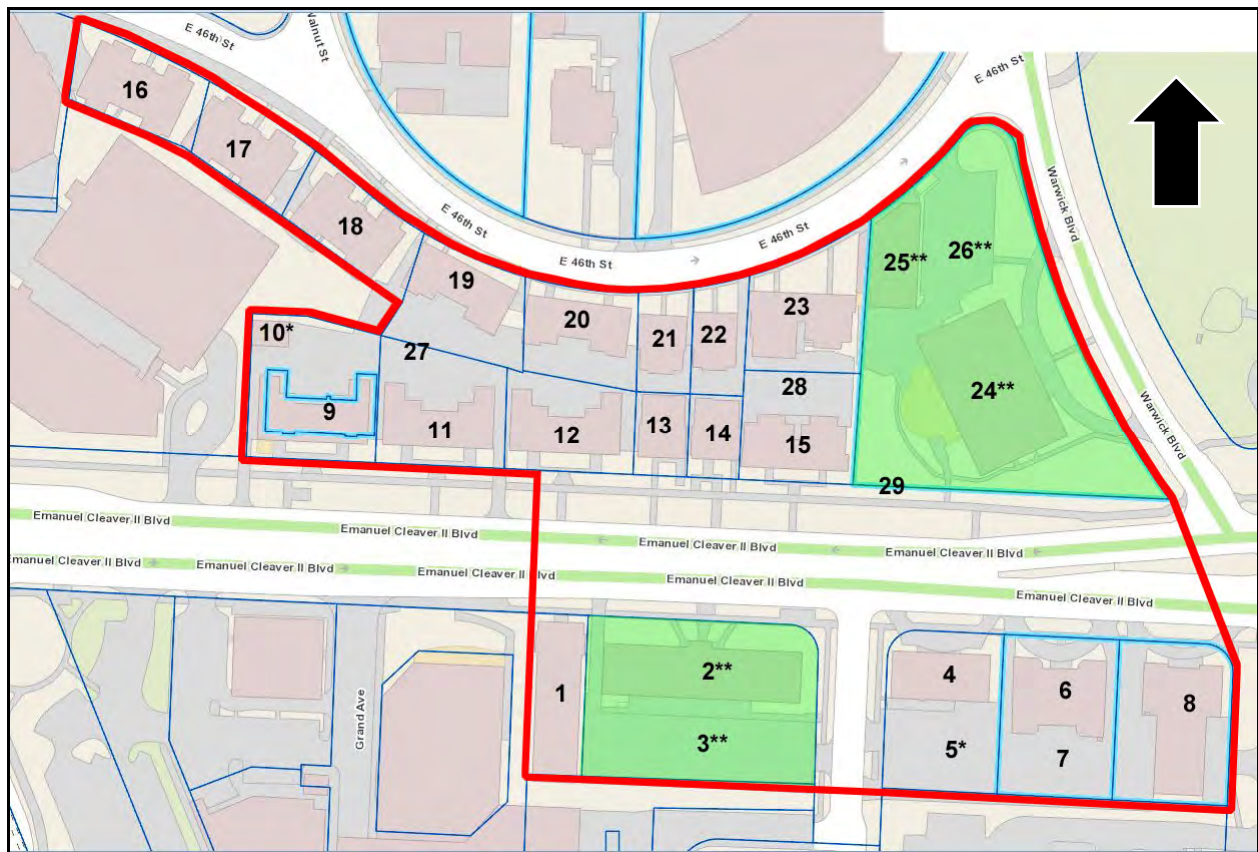 E 46th St
Walnut St
E 46th St
16
17
18
E 46th St
E 46th St
E 46th St
Warwick Blvd
25**
26**
19
20
21
22
23
10*
27
28
24**
9
11
12
13
14
15
29
Warwick Blvd
Emanuel Cleaver II Blvd
Emanuel Cleaver II Blvd
Emanuel Cleaver II Blvd
Emanuel Cleaver II Blvd
manuel Cleaver II Blvd
Emanuel Cleaver II Blvd
Emanuel Cleaver II Blvd
Emanuel Cleaver II Blvd
Emanuel Cleaver II Blvd
1
2**
3**
4
5*
6
7
8
Grand Ave